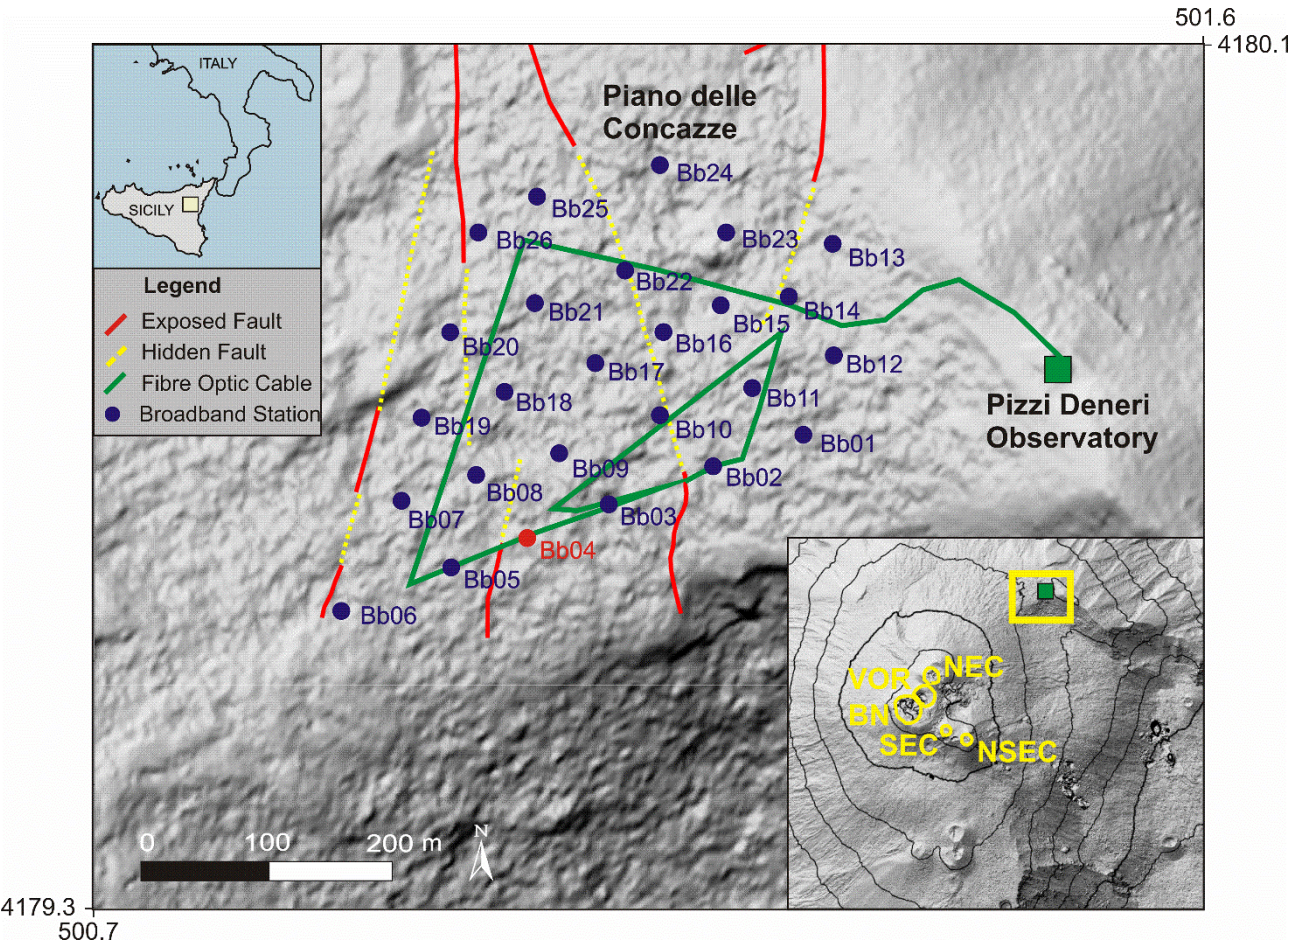 501.6
4180.1
ITALY
SICILY
Piano delle
Concazze
Legend
Exposed Fault
Hidden Fault
Fibre Optic Cable
Broadband Station
Bb24
Bb25
Bb26
Bb23
Bb13
Bb22
Bb21
Bb14
Bb15
Bb20
Bb16
Bb12
Bb17
Bb18
Bb11
Bb19
Bb10
Bb01
Pizzi Deneri
Observatory
Bb09
Bb02
Bb08
Bb07
Bb03
Bb04
Bb05
Bb06
NEC
VOR
BN
SEC
NSEC
0 100 200 m
N
4179.3
500.7